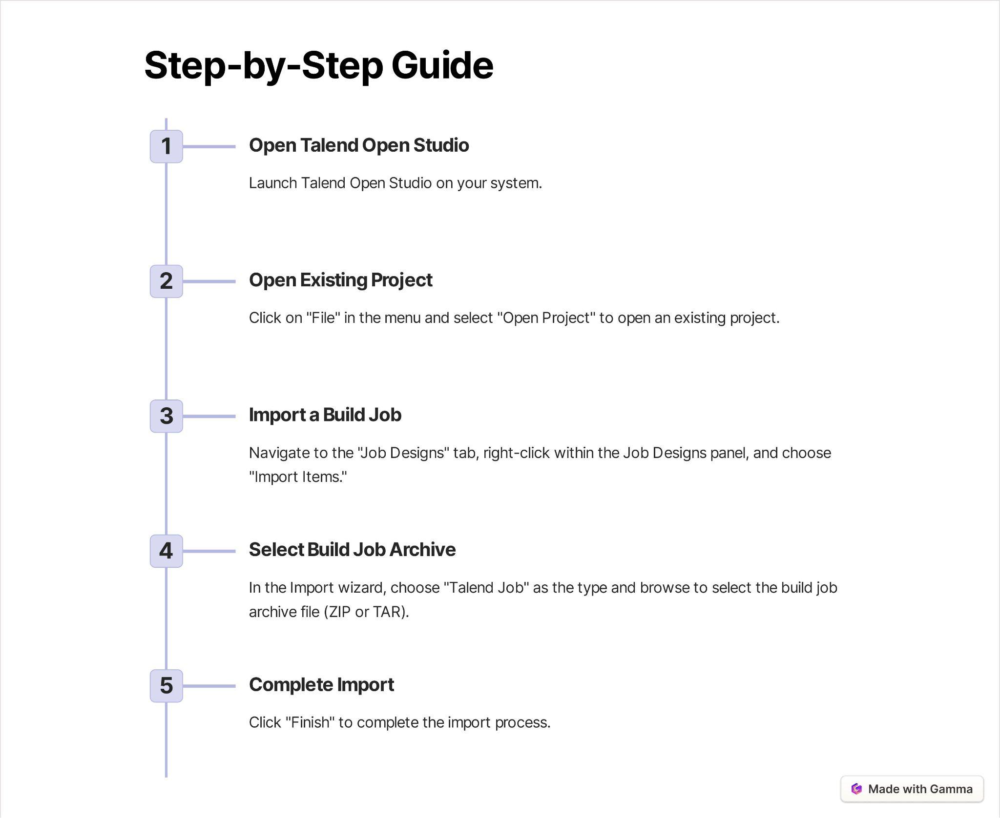 Step-by-Step Guide
1
Open Talend Open Studio
Launch Talend Open Studio on your system.
2
Open Existing Project
Click on "File" in the menu and select "Open Project" to open an existing project.
3
Import a Build Job
Navigate to the "Job Designs" tab, right-click within the Job Designs panel, and choose
"Import Items."
4
Select Build Job Archive
In the Import wizard, choose "Talend Job" as the type and browse to select the build job
archive file (ZIP or TAR).
5
Complete Import
Click "Finish" to complete the import process.
Made with Gamma